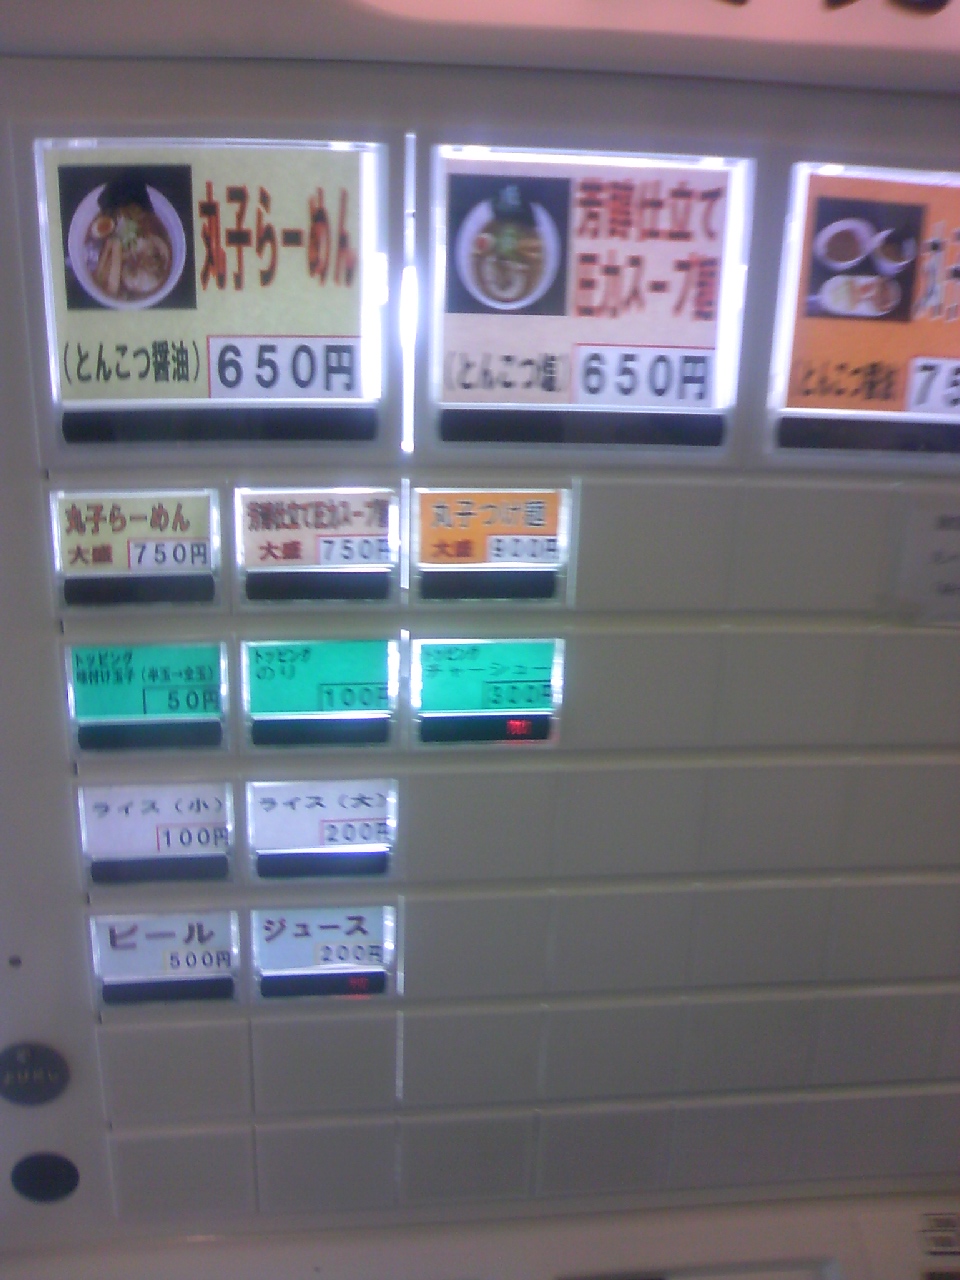 丸子らーめん
(とんこつ醤油) 650円
芳醇仕立て
圧力スープ麺
(とんこつ塩) 650円
丸子
(とんこつ醤油) 75
丸子らーめん
大盛 750円
芳醇仕立て圧力スープ麺
大盛 750円
丸子つけ麺
大盛 900円
トッピング
味付け玉子(半玉→全玉)
50円
トッピング
のり
100円
トッピング
チャーシュー
300円
ライス(小)
100円
ライス(大)
200円
ビール
500円
ジュース
200円